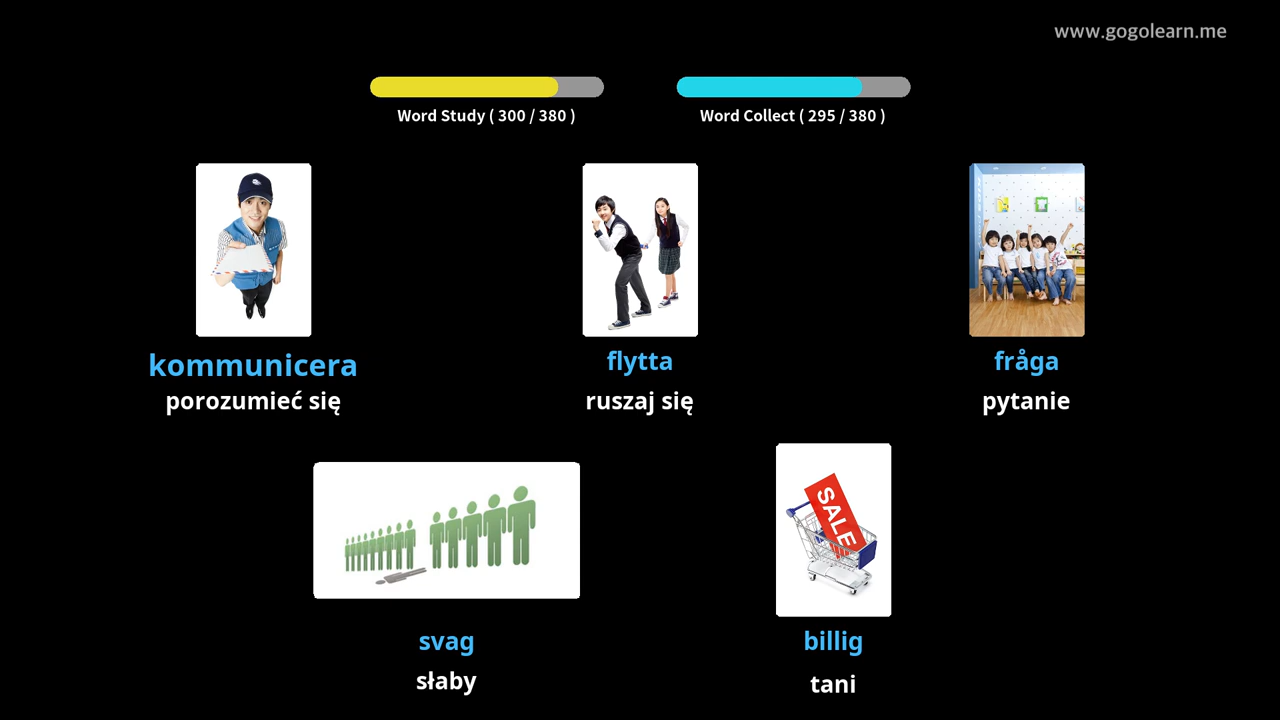 www.gogolearn.me
Word Study ( 300 / 380 )
Word Collect ( 295 / 380 )
kommunicera
porozumieć się
flytta
ruszaj się
fråga
pytanie
SALE
svag
słaby
billig
tani